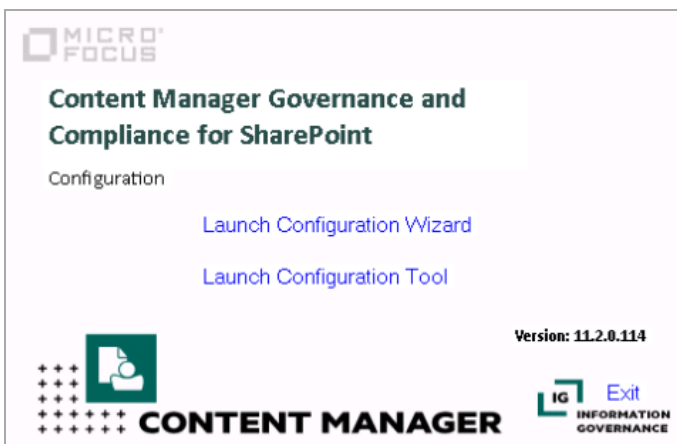 MICRO
FOCUS
Content Manager Governance and
Compliance for SharePoint
Configuration
Launch Configuration Wizard
Launch Configuration Tool
Version: 11.2.0.114
IG
Exit
INFORMATION
GOVERNANCE
CONTENT MANAGER